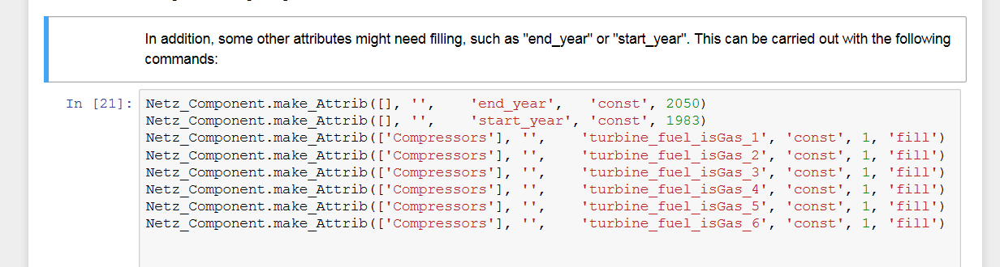 In addition, some other attributes might need filling, such as "end_year" or "start_year". This can be carried out with the following
commands:
In [21]: Netz_Component.make_Attrib([], '',     'end_year',    'const', 2050)
Netz_Component.make_Attrib([], '',     'start_year', 'const', 1983)
Netz_Component.make_Attrib(['Compressors'], '',     'turbine_fuel_isGas_1', 'const', 1, 'fill')
Netz_Component.make_Attrib(['Compressors'], '',     'turbine_fuel_isGas_2', 'const', 1, 'fill')
Netz_Component.make_Attrib(['Compressors'], '',     'turbine_fuel_isGas_3', 'const', 1, 'fill')
Netz_Component.make_Attrib(['Compressors'], '',     'turbine_fuel_isGas_4', 'const', 1, 'fill')
Netz_Component.make_Attrib(['Compressors'], '',     'turbine_fuel_isGas_5', 'const', 1, 'fill')
Netz_Component.make_Attrib(['Compressors'], '',     'turbine_fuel_isGas_6', 'const', 1, 'fill')